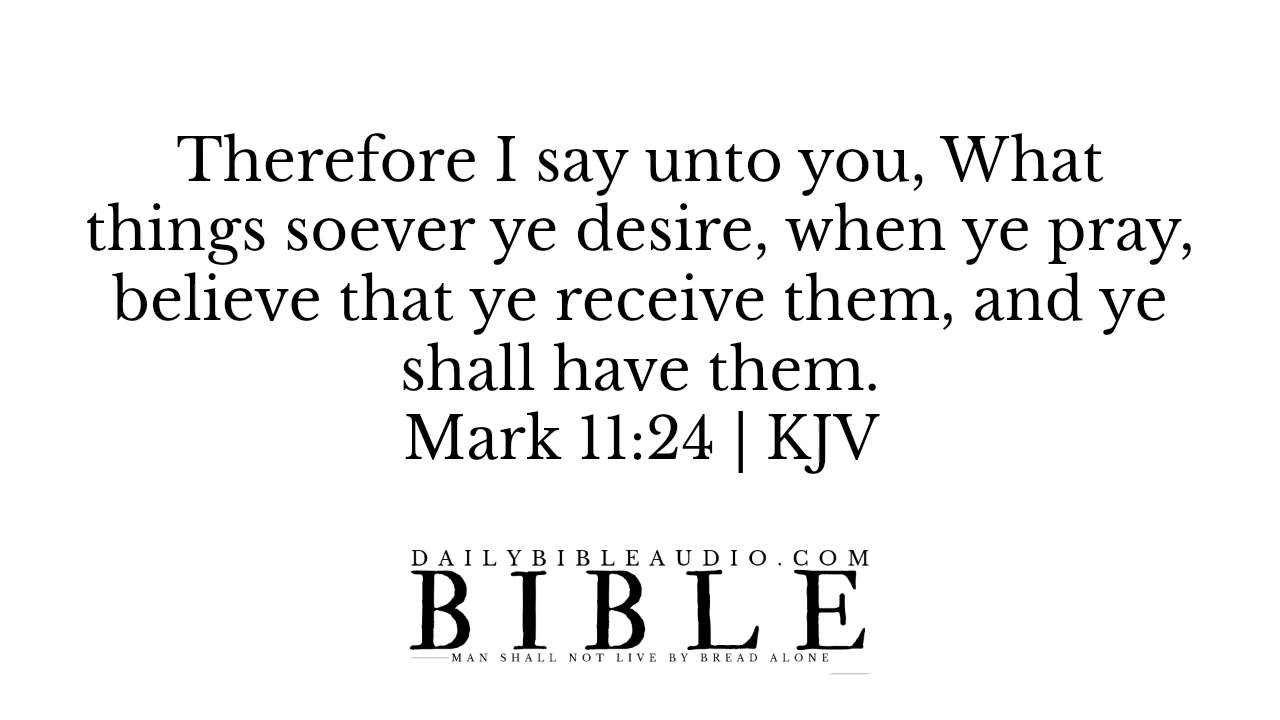 Therefore I say unto you, What
things soever ye desire, when ye pray,
believe that ye receive them, and ye
shall have them.
Mark 11:24 | KJV
DAILYBIBLEAUDIO.COM
BIBLE
MAN SHALL NOT LIVE BY BREAD ALONE